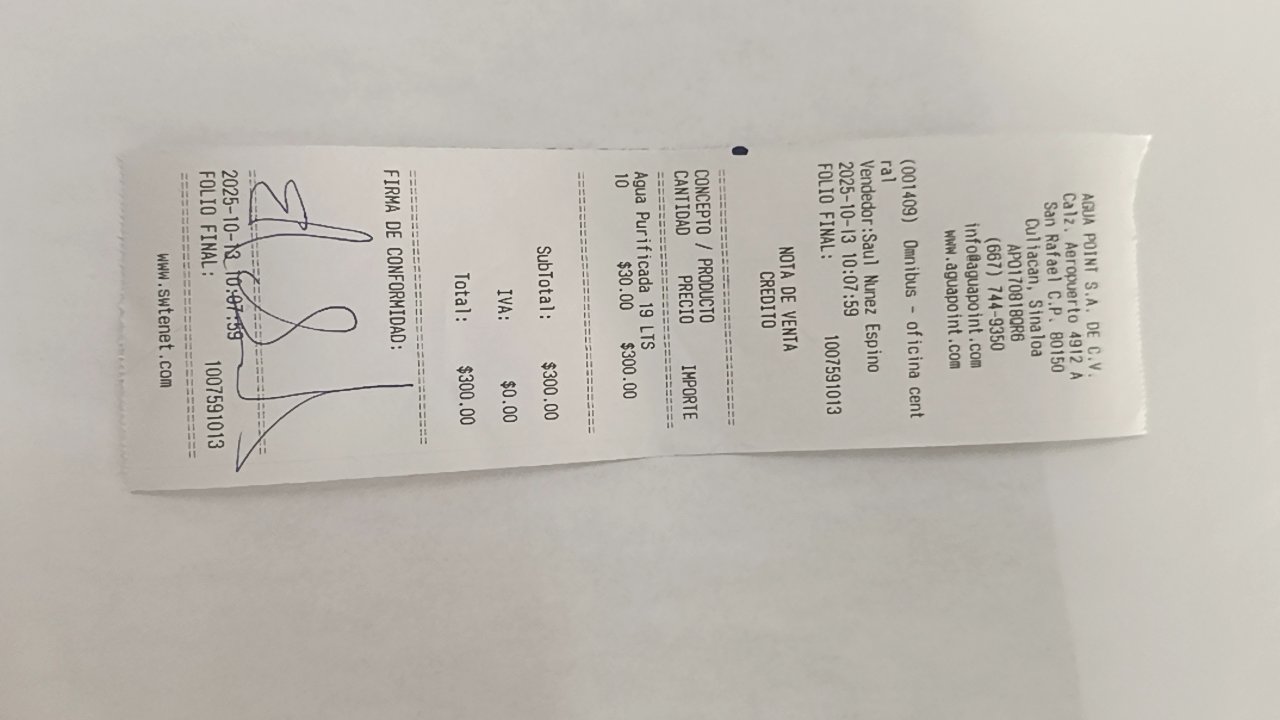 AGUA POINT S.A. DE C.V.
Calz. Aeropuerto 4912 A
San Rafael C.P. 80150
Culiacan, Sinaloa
APO170818QR6
(667) 744-9350
info@aguapoint.com
www.aguapoint.com
(001409) Omnibus - oficina cent
ral
Vendedor:Saul Nunez Espino
2025-10-13 10:07:59
FOLIO FINAL: 1007591013
NOTA DE VENTA
CREDITO
CONCEPTO / PRODUCTO
CANTIDAD PRECIO IMPORTE
Agua Purificada 19 LTS
10 $30.00 $300.00
SubTotal: $300.00
IVA: $0.00
Total: $300.00
FIRMA DE CONFORMIDAD:
2025-10-13 10:07:59
FOLIO FINAL: 1007591013
www.swtenet.com